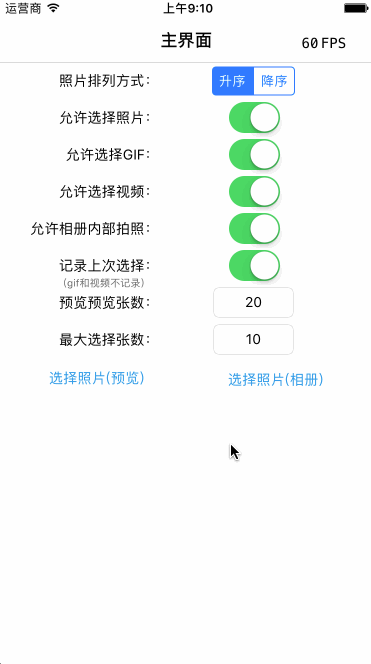 运营商 上午9:10
主界面 60 FPS
照片排列方式: 升序 降序
允许选择照片:
允许选择GIF:
允许选择视频:
允许相册内部拍照:
记录上次选择:
(gif和视频不记录)
预览预览张数: 20
最大选择张数: 10
选择照片(预览) 选择照片(相册)